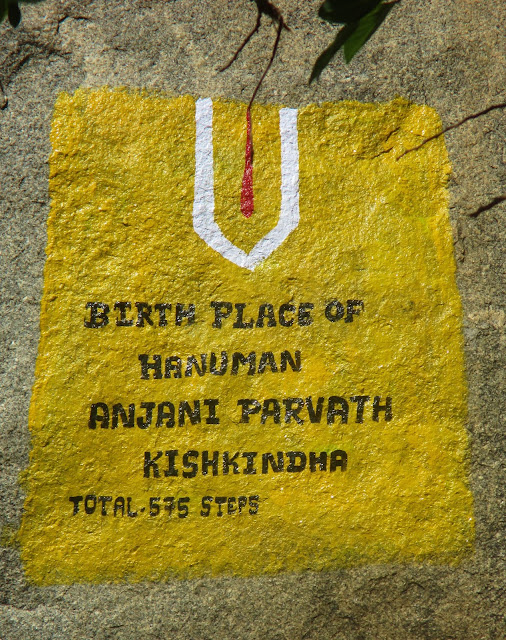 BIRTH PLACE OF
HANUMAN
ANJANI PARVATH
KISHKINDHA
TOTAL-575 STEPS